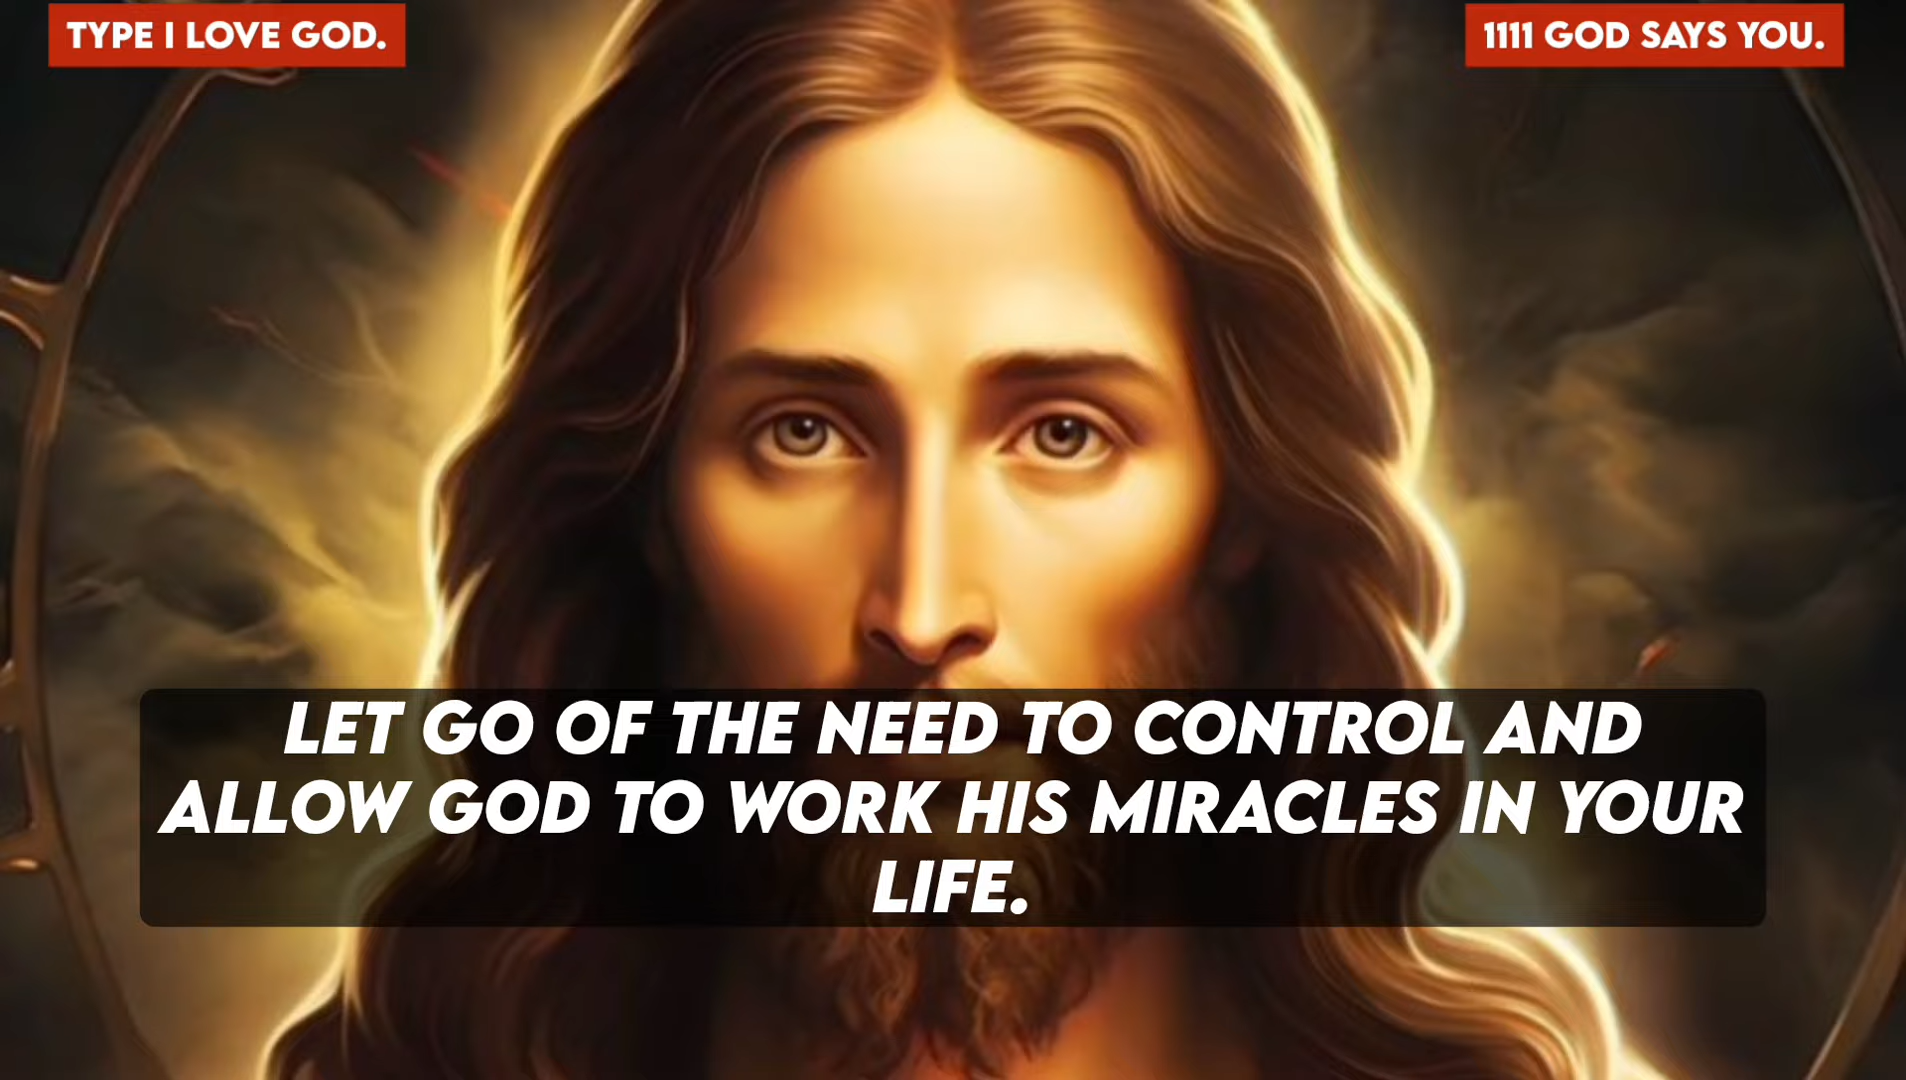 TYPE I LOVE GOD.
1111 GOD SAYS YOU.
LET GO OF THE NEED TO CONTROL AND
ALLOW GOD TO WORK HIS MIRACLES IN YOUR
LIFE.